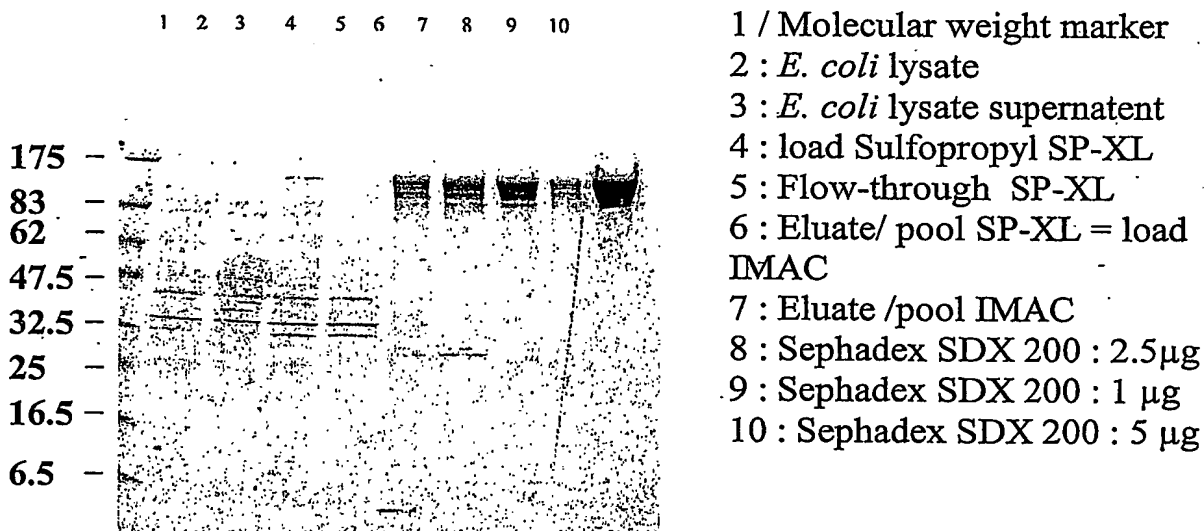 1 2 3 4 5 6 7 8 9 10
175
83
62
47.5
32.5
25
16.5
6.5
1 / Molecular weight marker
2 : E. coli lysate
3 : E. coli lysate supernatent
4 : load Sulfopropyl SP-XL
5 : Flow-through SP-XL
6 : Eluate/ pool SP-XL = load
IMAC
7 : Eluate /pool IMAC
8 : Sephadex SDX 200 : 2.5µg
9 : Sephadex SDX 200 : 1 µg
10 : Sephadex SDX 200 : 5 µg